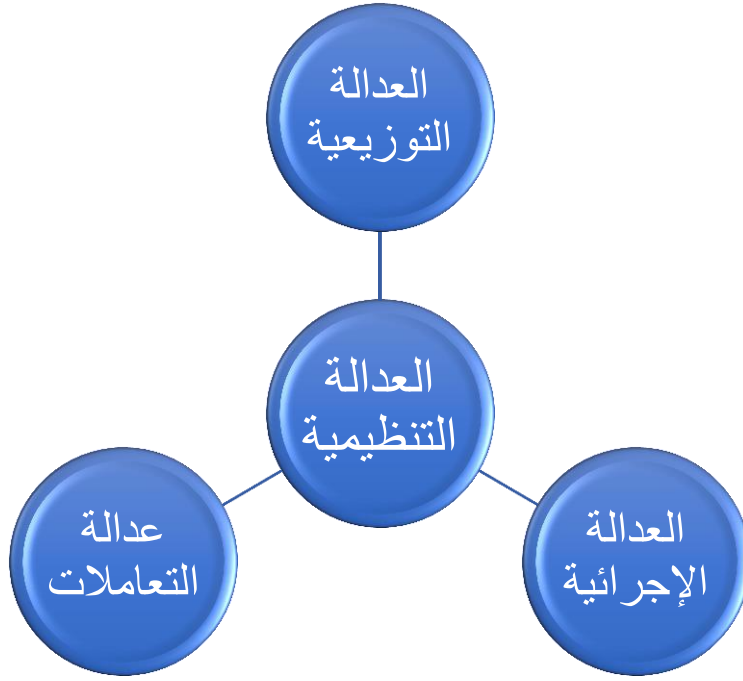 العدالة
التوزيعية
العدالة
التنظيمية
العدالة
الإجرائية
عدالة
التعاملات